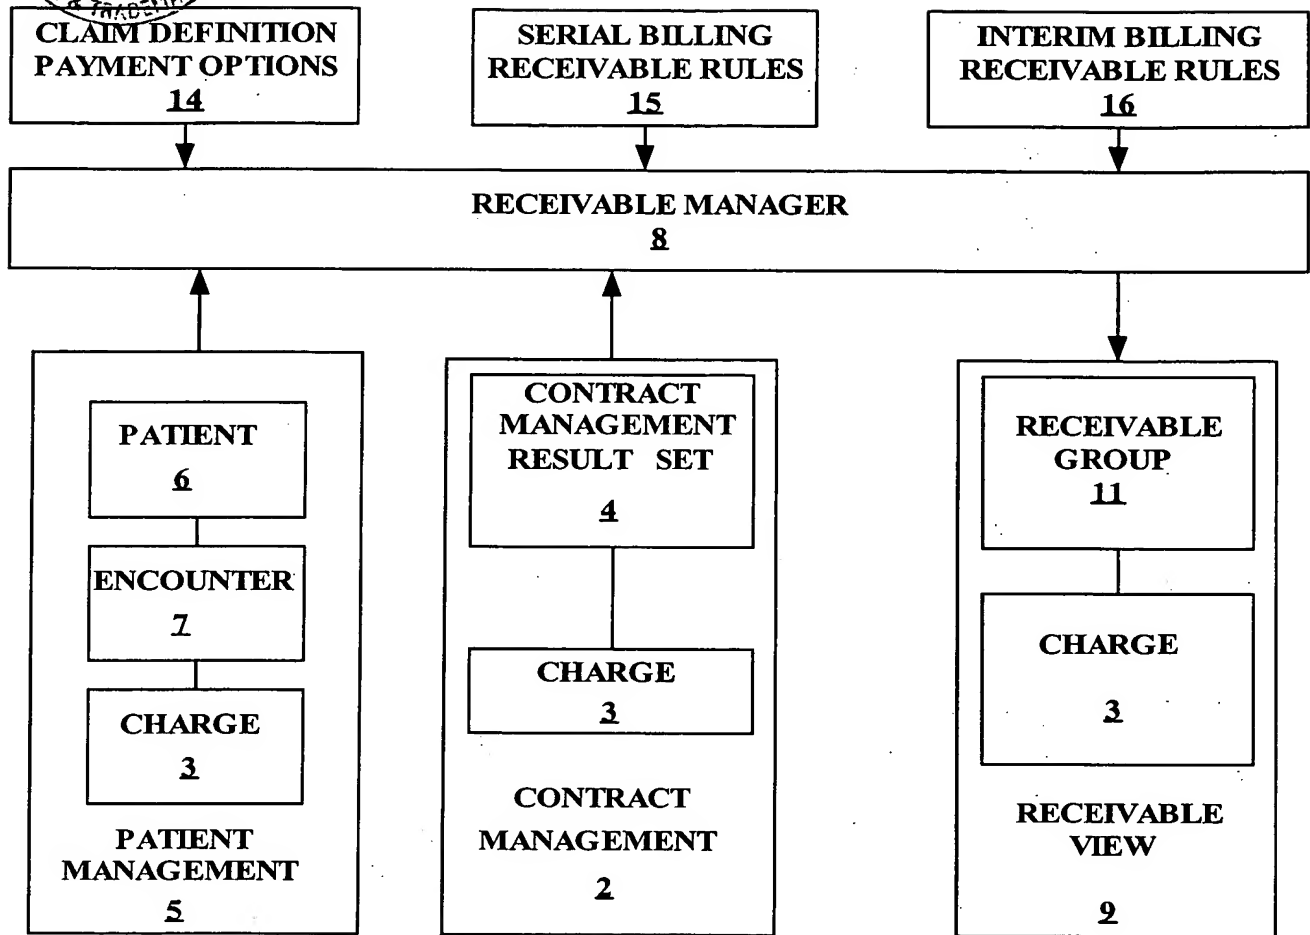 & TRADEM
CLAIM DEFINITION
PAYMENT OPTIONS
14
SERIAL BILLING
RECEIVABLE RULES
15
INTERIM BILLING
RECEIVABLE RULES
16
RECEIVABLE MANAGER
8
PATIENT
6
ENCOUNTER
7
CHARGE
3
PATIENT
MANAGEMENT
5
CONTRACT
MANAGEMENT
RESULT SET
4
CHARGE
3
CONTRACT
MANAGEMENT
2
RECEIVABLE
GROUP
11
CHARGE
3
RECEIVABLE
VIEW
9